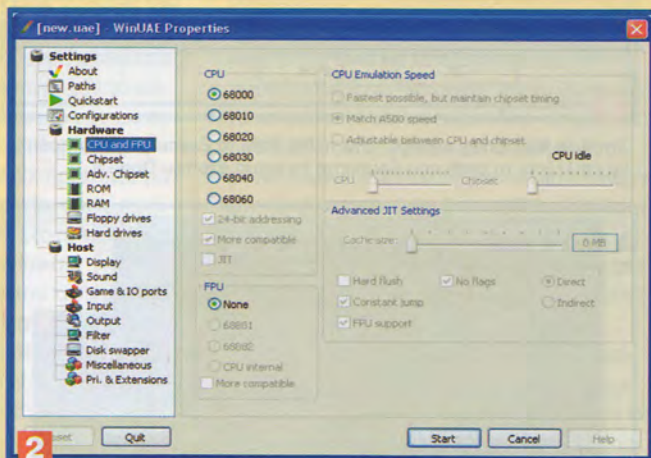 [new.uae] - WinUAE Properties
Settings
About
Paths
Quickstart
Configurations
Hardware
CPU and FPU
Chipset
Adv. Chipset
ROM
RAM
Floppy drives
Hard drives
Host
Display
Sound
Game & IO ports
Input
Output
Filter
Disk swapper
Miscellaneous
Pri. & Extensions
CPU
68000
68010
68020
68030
68040
68060
24-bit addressing
More compatible
JIT
FPU
None
68881
68882
CPU internal
More compatible
CPU Emulation Speed
Fastest possible, but maintain chipset timing
Match A500 speed
Adjustable between CPU and chipset
CPU idle
CPU
Chipset
Advanced JIT Settings
Cache size:
0 MB
Hard flush
No flags
Direct
Constant jump
Indirect
FPU support
2
Quit
Start
Cancel
Help